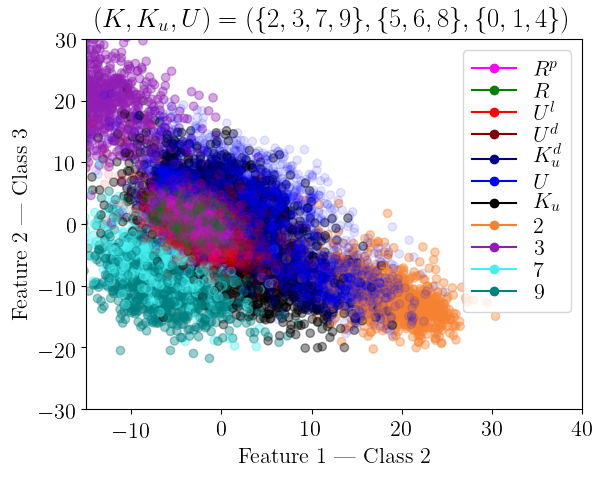 (K, K_u, U) = ({2, 3, 7, 9}, {5, 6, 8}, {0, 1, 4})
30
20
10
0
−10
−20
−30
Feature 2 — Class 3
R^p
R
U^l
U^d
K_u^d
U
K_u
2
3
7
9
−10 0 10 20 30 40
Feature 1 — Class 2